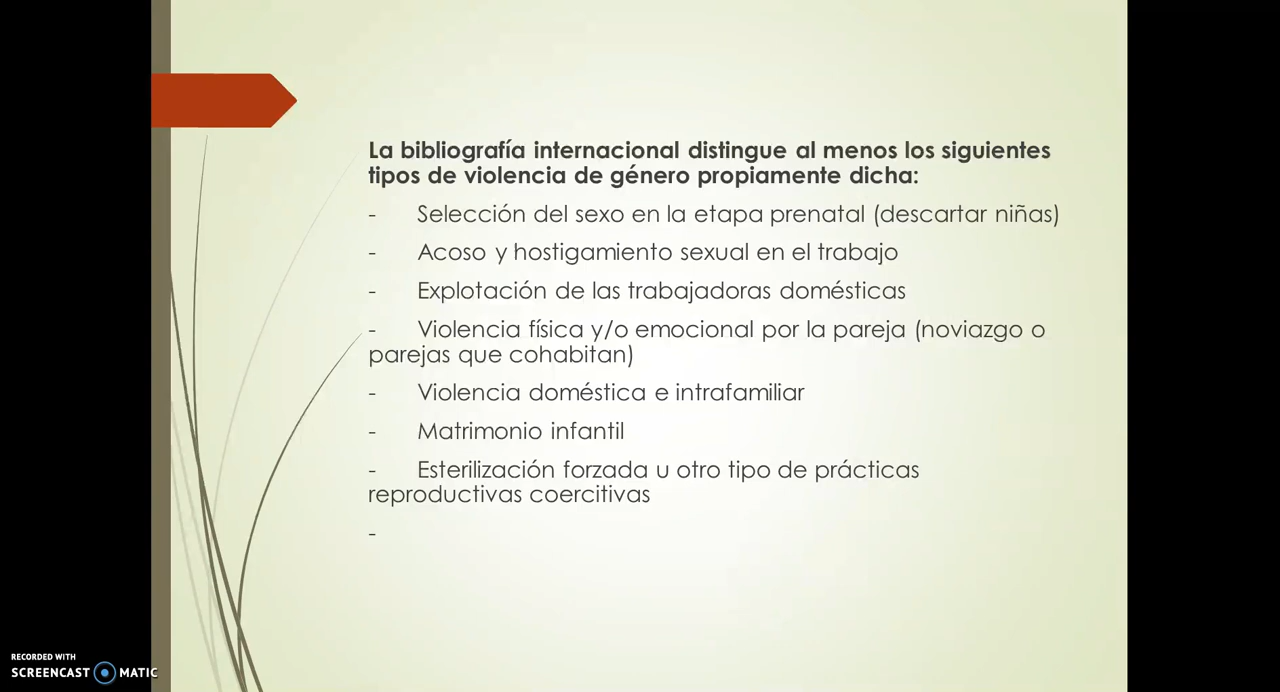 La bibliografía internacional distingue al menos los siguientes
tipos de violencia de género propiamente dicha:
- Selección del sexo en la etapa prenatal (descartar niñas)
- Acoso y hostigamiento sexual en el trabajo
- Explotación de las trabajadoras domésticas
- Violencia física y/o emocional por la pareja (noviazgo o
parejas que cohabitan)
- Violencia doméstica e intrafamiliar
- Matrimonio infantil
- Esterilización forzada u otro tipo de prácticas
reproductivas coercitivas
-
RECORDED WITH
SCREENCAST MATIC